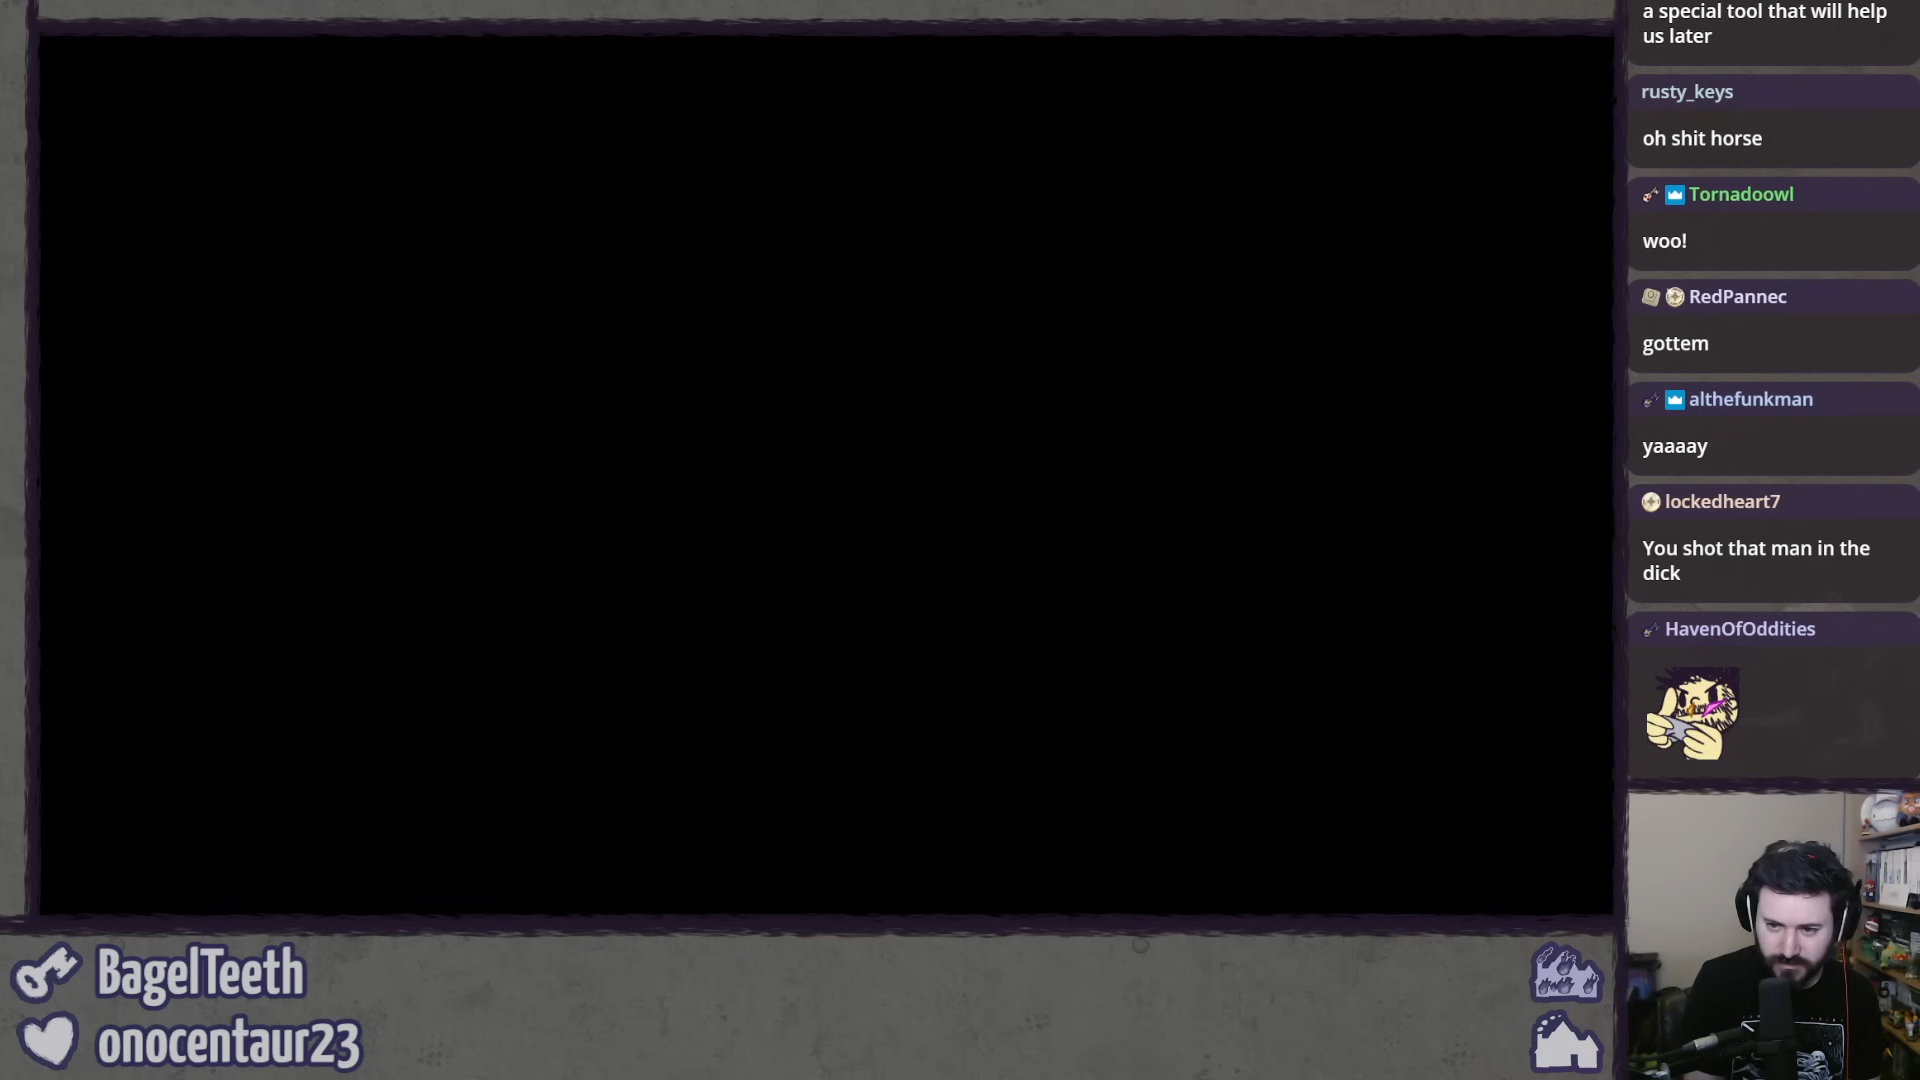 a special tool that will help
us later
rusty_keys
oh shit horse
Tornadoowl
woo!
RedPannec
gottem
althefunkman
yaaaay
lockedheart7
You shot that man in the
dick
HavenOfOddities
BagelTeeth
onocentaur23